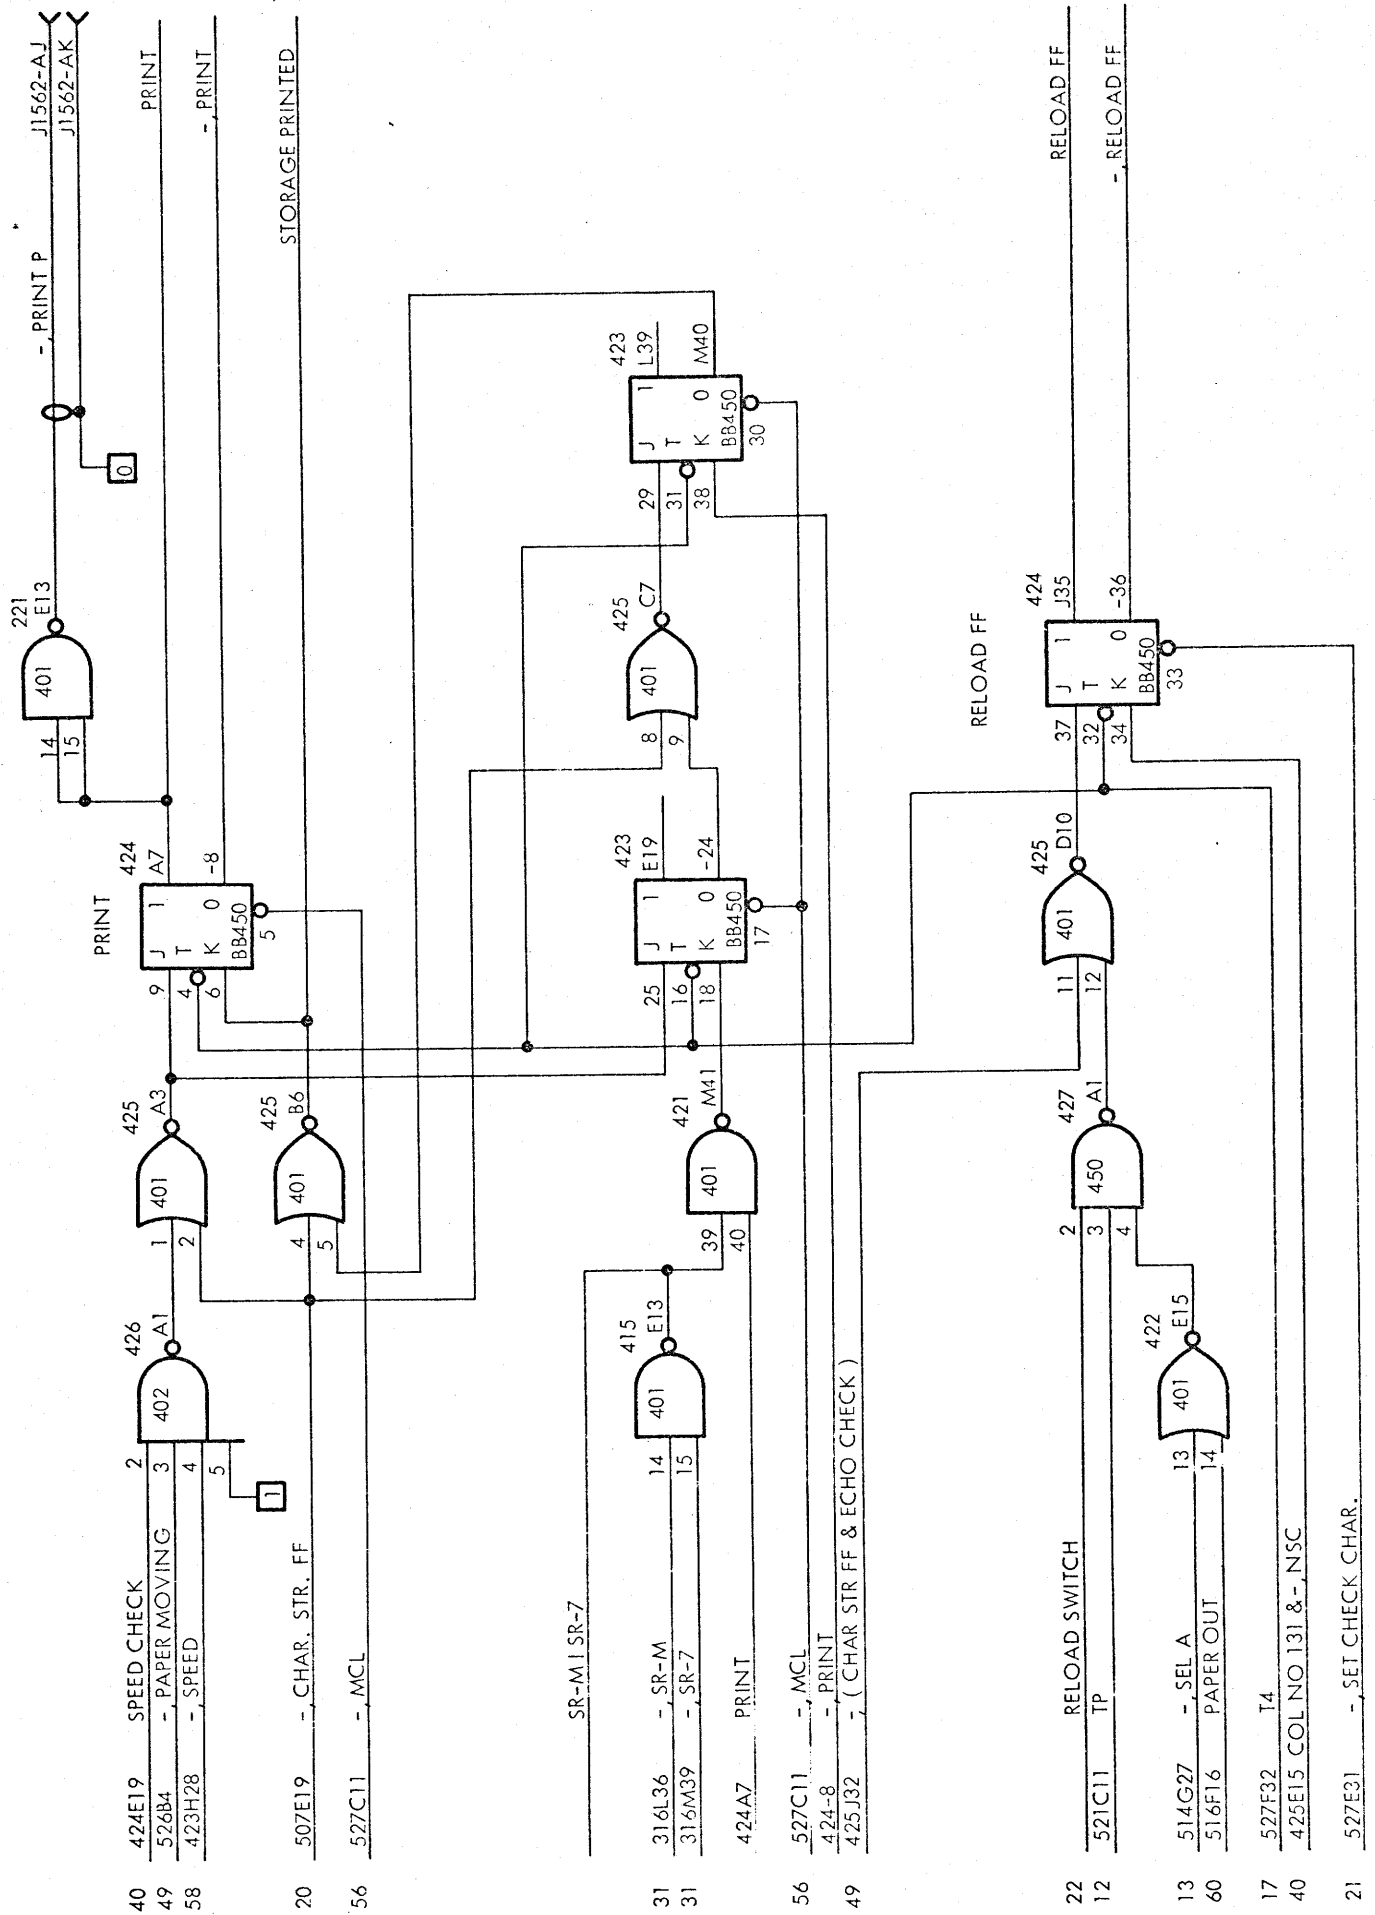 40 424E19 SPEED CHECK
49 526B4 -, PAPER MOVING
58 423H28 -, SPEED
20 507E19 -, CHAR. STR. FF
56 527C11 -, MCL
2
3
4
5
1
402
426
A1
1
2
401
425
A3
4
5
401
425
B6
PRINT
9
4
6
J 1
T
K 0
BB450
5
424
A7
-8
14
15
401
221
E13
0
-, PRINT P
J1562-AJ
J1562-AK
PRINT
-, PRINT
STORAGE PRINTED
SR-M | SR-7
31 316L36 -, SR-M
31 316M39 -, SR-7
424A7 PRINT
56 527C11 -, MCL
424-8 -, PRINT
49 425J32 -, ( CHAR STR FF & ECHO CHECK )
14
15
401
415
E13
39
40
401
421
M41
25
16
18
J 1
T
K 0
BB450
17
423
E19
-24
8
9
401
425
C7
29
31
38
J 1
T
K 0
BB450
30
423
L39
M40
22 RELOAD SWITCH
12 521C11 TP
13 514G27 -, SEL A
60 516F16 PAPER OUT
17 527F32 T4
40 425E15 COL NO 131 & -, NSC
21 527E31 -, SET CHECK CHAR.
13
14
401
422
E15
2
3
4
450
427
A1
11
12
401
425
D10
RELOAD FF
37
32
34
J 1
T
K 0
BB450
33
424
J35
-36
RELOAD FF
-, RELOAD FF